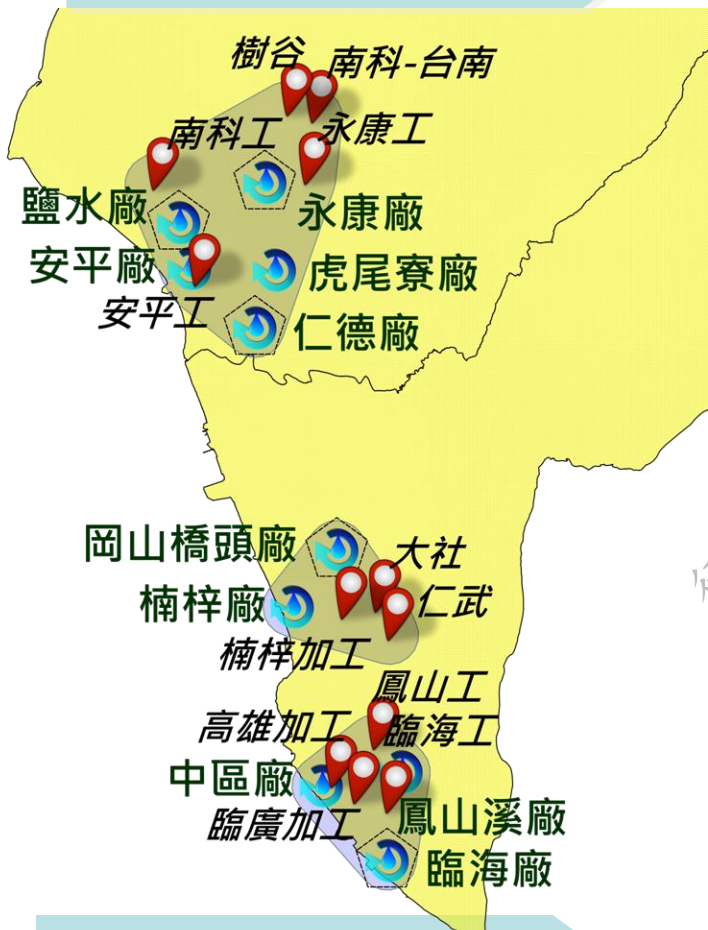 樹谷
南科-台南
南科工
永康工
鹽水廠
永康廠
安平廠
虎尾寮廠
安平工
仁德廠
岡山橋頭廠
大社
楠梓廠
仁武
楠梓加工
鳳山工
高雄加工
臨海工
中區廠
臨廣加工
鳳山溪廠
臨海廠